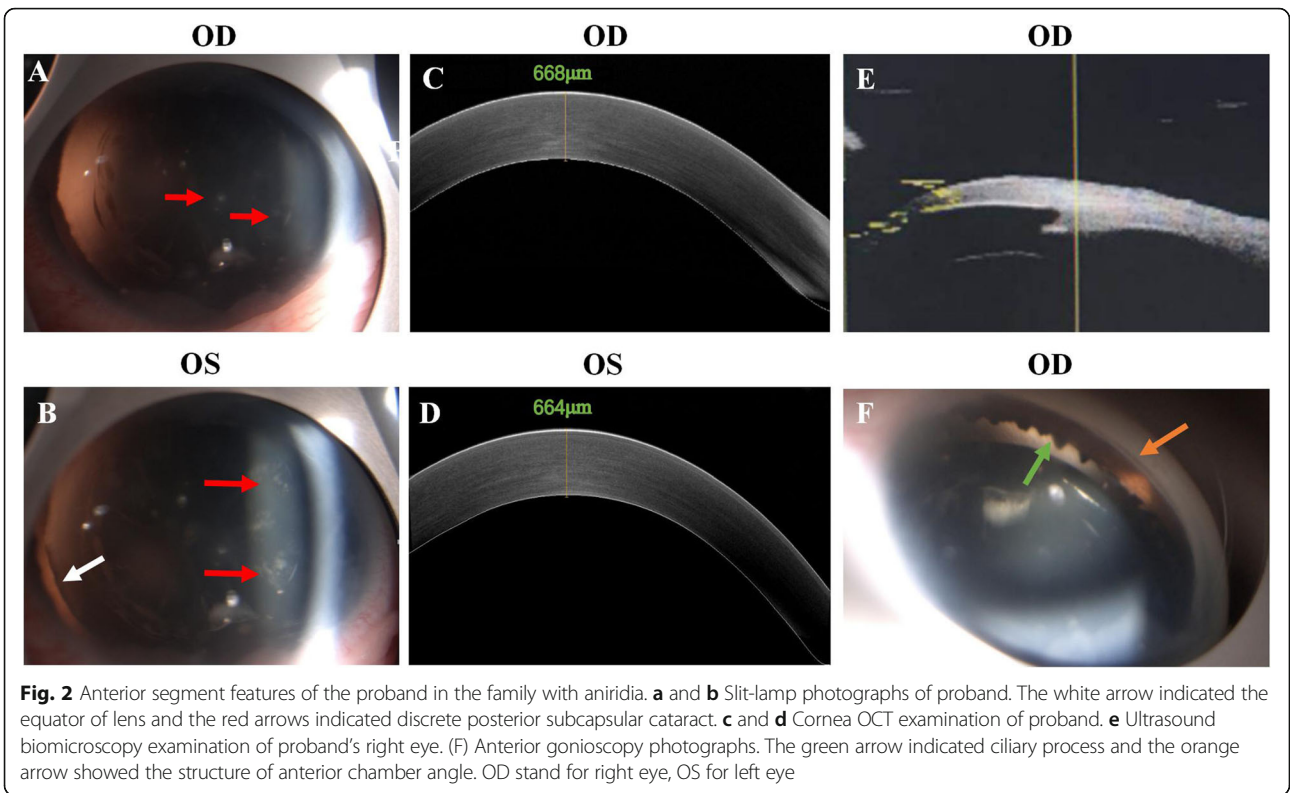 OD
OD
OD
A
C
668μm
E
OS
OS
OD
B
D
664μm
F
Fig. 2 Anterior segment features of the proband in the family with aniridia. a and b Slit-lamp photographs of proband. The white arrow indicated the
equator of lens and the red arrows indicated discrete posterior subcapsular cataract. c and d Cornea OCT examination of proband. e Ultrasound
biomicroscopy examination of proband's right eye. (F) Anterior gonioscopy photographs. The green arrow indicated ciliary process and the orange
arrow showed the structure of anterior chamber angle. OD stand for right eye, OS for left eye